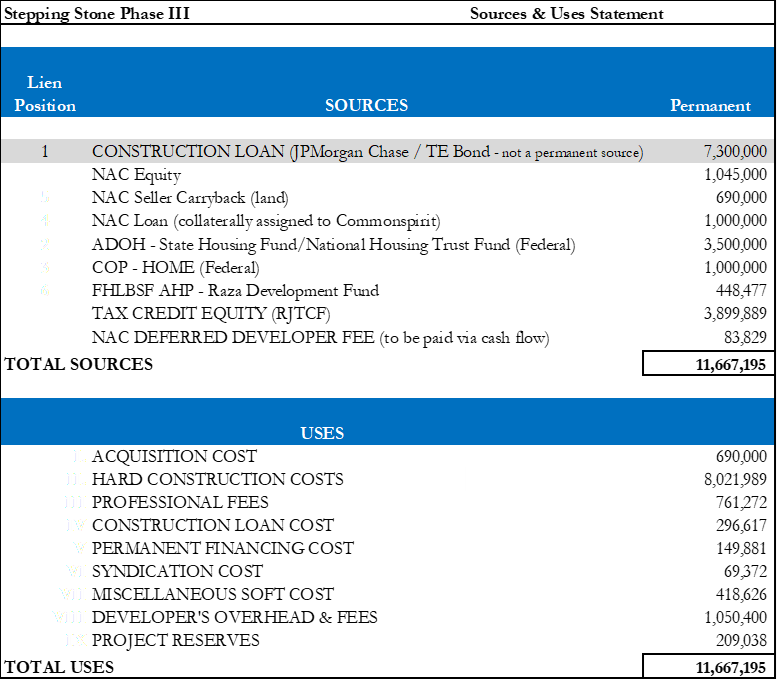 Stepping Stone Phase III Sources & Uses Statement
Lien
Position SOURCES Permanent
1 CONSTRUCTION LOAN (JPMorgan Chase / TE Bond - not a permanent source) 7,300,000
NAC Equity 1,045,000
NAC Seller Carryback (land) 690,000
NAC Loan (collaterally assigned to Commonspirit) 1,000,000
ADOH - State Housing Fund/National Housing Trust Fund (Federal) 3,500,000
COP - HOME (Federal) 1,000,000
FHLBSF AHP - Raza Development Fund 448,477
TAX CREDIT EQUITY (RJTCF) 3,899,889
NAC DEFERRED DEVELOPER FEE (to be paid via cash flow) 83,829
TOTAL SOURCES 11,667,195
USES
I ACQUISITION COST 690,000
II HARD CONSTRUCTION COSTS 8,021,989
III PROFESSIONAL FEES 761,272
IV CONSTRUCTION LOAN COST 296,617
V PERMANENT FINANCING COST 149,881
VI SYNDICATION COST 69,372
VII MISCELLANEOUS SOFT COST 418,626
VIII DEVELOPER'S OVERHEAD & FEES 1,050,400
IX PROJECT RESERVES 209,038
TOTAL USES 11,667,195